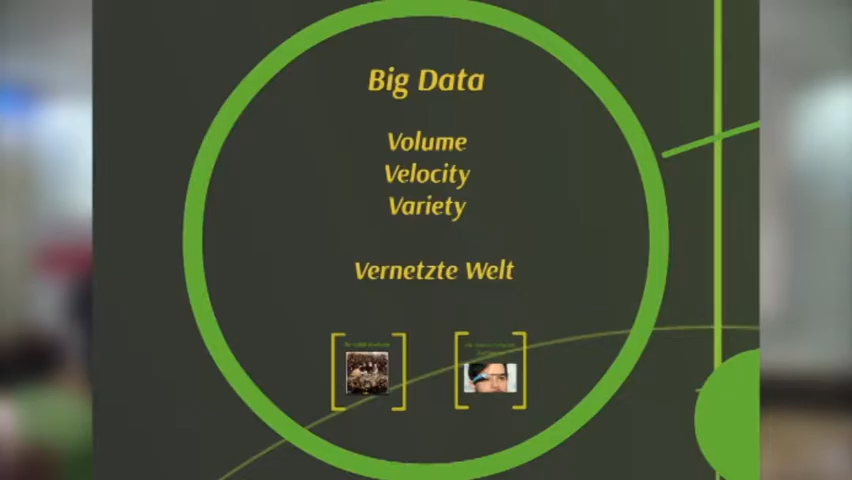 Big Data
Volume
Velocity
Variety
Vernetzte Welt